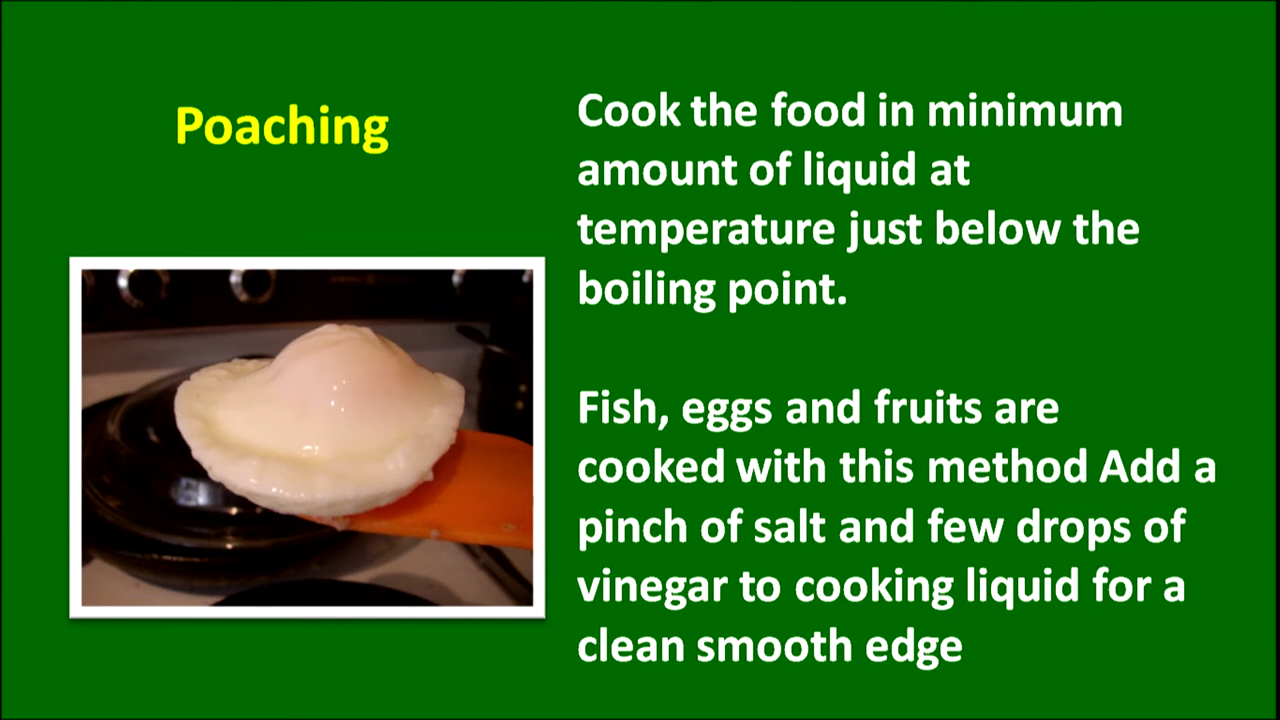 Poaching
Cook the food in minimum
amount of liquid at
temperature just below the
boiling point.
Fish, eggs and fruits are
cooked with this method Add a
pinch of salt and few drops of
vinegar to cooking liquid for a
clean smooth edge